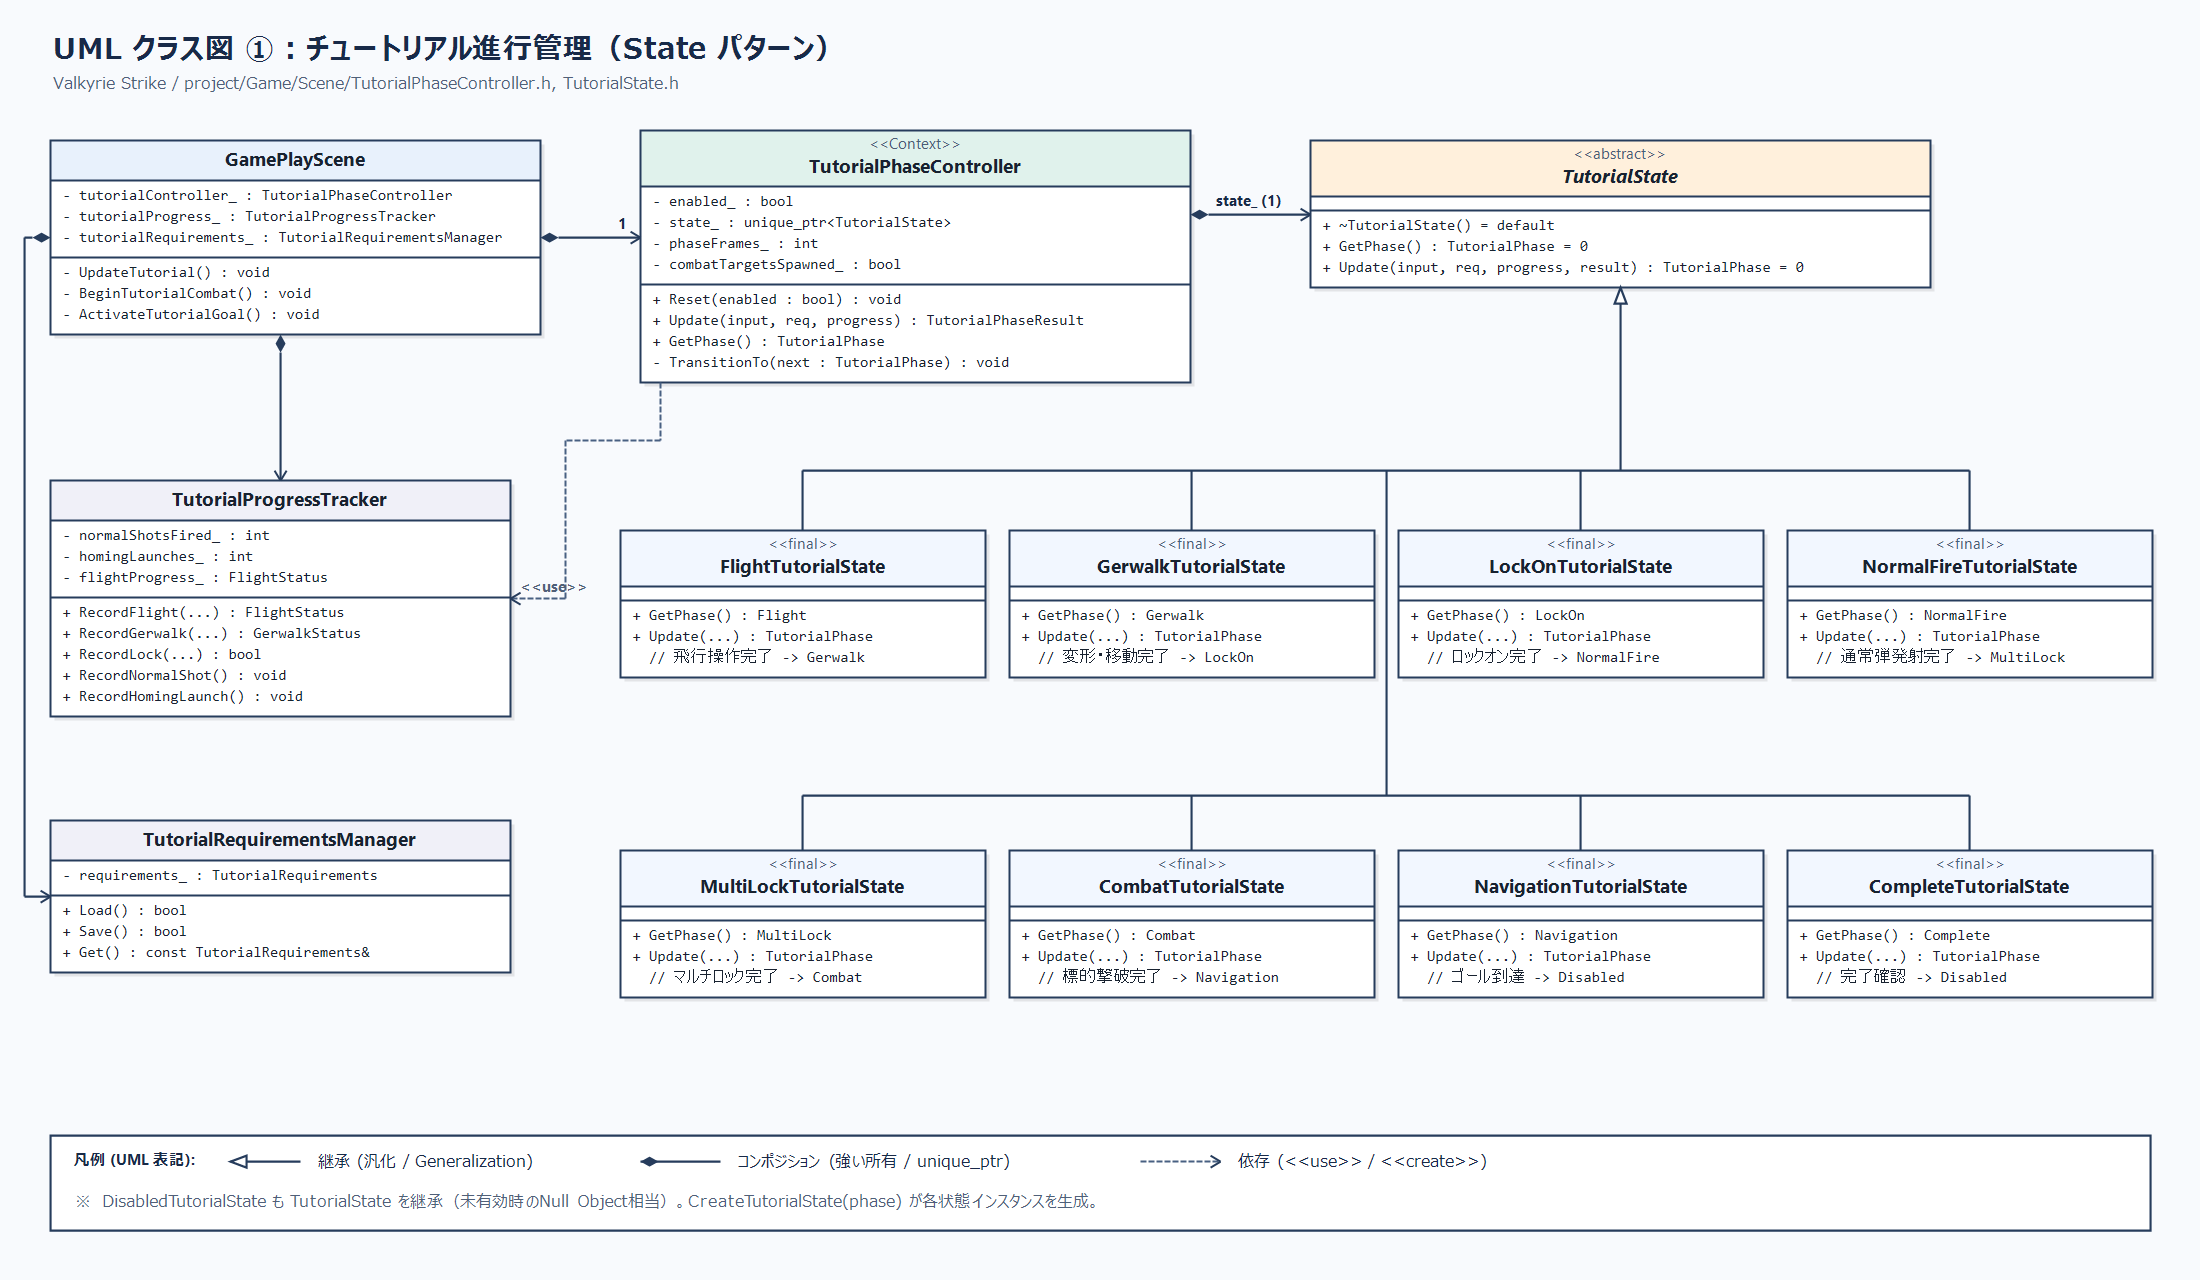 UML クラス図 ① : チュートリアル進行管理（State パターン）
Valkyrie Strike / project/Game/Scene/TutorialPhaseController.h, TutorialState.h
GamePlayScene
- tutorialController_ : TutorialPhaseController
- tutorialProgress_ : TutorialProgressTracker
- tutorialRequirements_ : TutorialRequirementsManager
- UpdateTutorial() : void
- BeginTutorialCombat() : void
- ActivateTutorialGoal() : void
1
<<Context>>
TutorialPhaseController
- enabled_ : bool
- state_ : unique_ptr<TutorialState>
- phaseFrames_ : int
- combatTargetsSpawned_ : bool
+ Reset(enabled : bool) : void
+ Update(input, req, progress) : TutorialPhaseResult
+ GetPhase() : TutorialPhase
- TransitionTo(next : TutorialPhase) : void
state_ (1)
<<abstract>>
TutorialState
+ ~TutorialState() = default
+ GetPhase() : TutorialPhase = 0
+ Update(input, req, progress, result) : TutorialPhase = 0
TutorialProgressTracker
- normalShotsFired_ : int
- homingLaunches_ : int
- flightProgress_ : FlightStatus
+ RecordFlight(...) : FlightStatus
+ RecordGerwalk(...) : GerwalkStatus
+ RecordLock(...) : bool
+ RecordNormalShot() : void
+ RecordHomingLaunch() : void
<<use>>
<<final>>
FlightTutorialState
+ GetPhase() : Flight
+ Update(...) : TutorialPhase
// 飛行操作完了 -> Gerwalk
<<final>>
GerwalkTutorialState
+ GetPhase() : Gerwalk
+ Update(...) : TutorialPhase
// 変形・移動完了 -> LockOn
<<final>>
LockOnTutorialState
+ GetPhase() : LockOn
+ Update(...) : TutorialPhase
// ロックオン完了 -> NormalFire
<<final>>
NormalFireTutorialState
+ GetPhase() : NormalFire
+ Update(...) : TutorialPhase
// 通常弾発射完了 -> MultiLock
TutorialRequirementsManager
- requirements_ : TutorialRequirements
+ Load() : bool
+ Save() : bool
+ Get() : const TutorialRequirements&
<<final>>
MultiLockTutorialState
+ GetPhase() : MultiLock
+ Update(...) : TutorialPhase
// マルチロック完了 -> Combat
<<final>>
CombatTutorialState
+ GetPhase() : Combat
+ Update(...) : TutorialPhase
// 標的撃破完了 -> Navigation
<<final>>
NavigationTutorialState
+ GetPhase() : Navigation
+ Update(...) : TutorialPhase
// ゴール到達 -> Disabled
<<final>>
CompleteTutorialState
+ GetPhase() : Complete
+ Update(...) : TutorialPhase
// 完了確認 -> Disabled
凡例 (UML 表記):
継承 (汎化 / Generalization)
コンポジション (強い所有 / unique_ptr)
依存 (<<use>> / <<create>>)
※ DisabledTutorialState も TutorialState を継承（未有効時のNull Object相当）。CreateTutorialState(phase) が各状態インスタンスを生成。